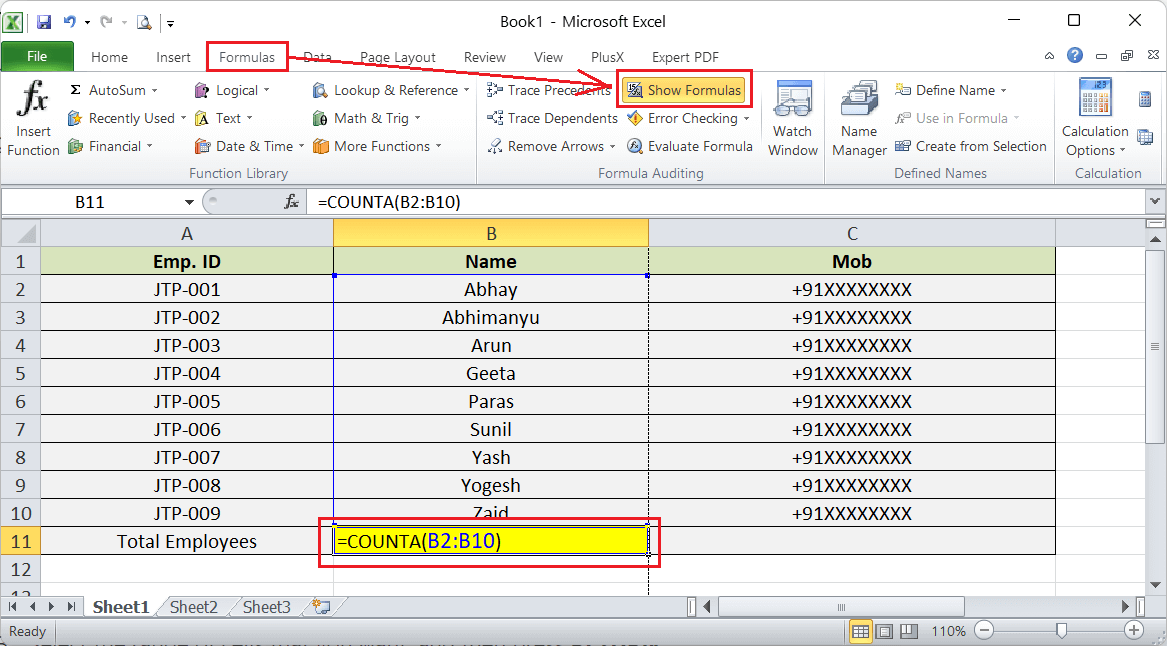 Book1 - Microsoft Excel
File Home Insert Formulas Data Page Layout Review View PlusX Expert PDF
Σ AutoSum Logical Lookup & Reference Trace Precedents Show Formulas Define Name
Recently Used Text Math & Trig Trace Dependents Error Checking Use in Formula
Financial Date & Time More Functions Remove Arrows Evaluate Formula Create from Selection
fx Insert Function
Watch Window
Name Manager
Calculation Options
Function Library Formula Auditing Defined Names Calculation
B11 fx =COUNTA(B2:B10)
A B C
1 Emp. ID Name Mob
2 JTP-001 Abhay +91XXXXXXXX
3 JTP-002 Abhimanyu +91XXXXXXXX
4 JTP-003 Arun +91XXXXXXXX
5 JTP-004 Geeta +91XXXXXXXX
6 JTP-005 Paras +91XXXXXXXX
7 JTP-006 Sunil +91XXXXXXXX
8 JTP-007 Yash +91XXXXXXXX
9 JTP-008 Yogesh +91XXXXXXXX
10 JTP-009 Zaid +91XXXXXXXX
11 Total Employees =COUNTA(B2:B10)
12
Sheet1 Sheet2 Sheet3
Ready 110%